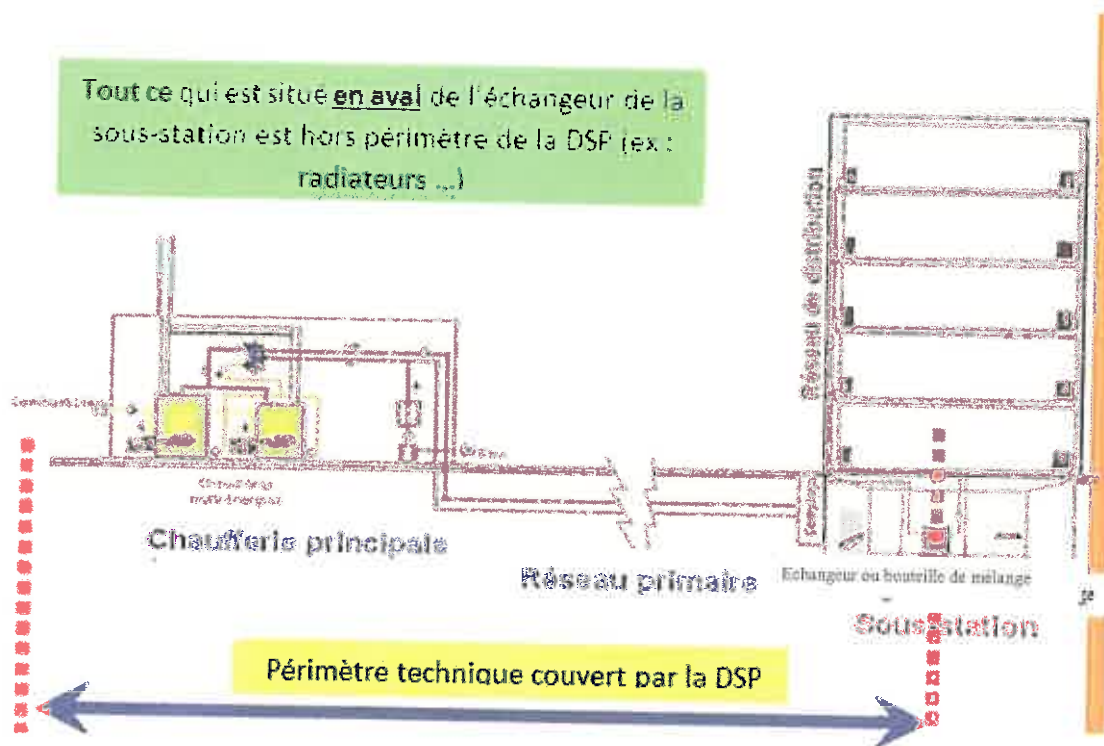 Tout ce qui est situé en aval de l'échangeur de la
sous-station est hors périmètre de la DSP (ex :
radiateurs ...)
Réseau de distribution
Chaufferie principale
Réseau primaire
Echangeur ou bouteille de mélange
Sous-station
Périmètre technique couvert par la DSP